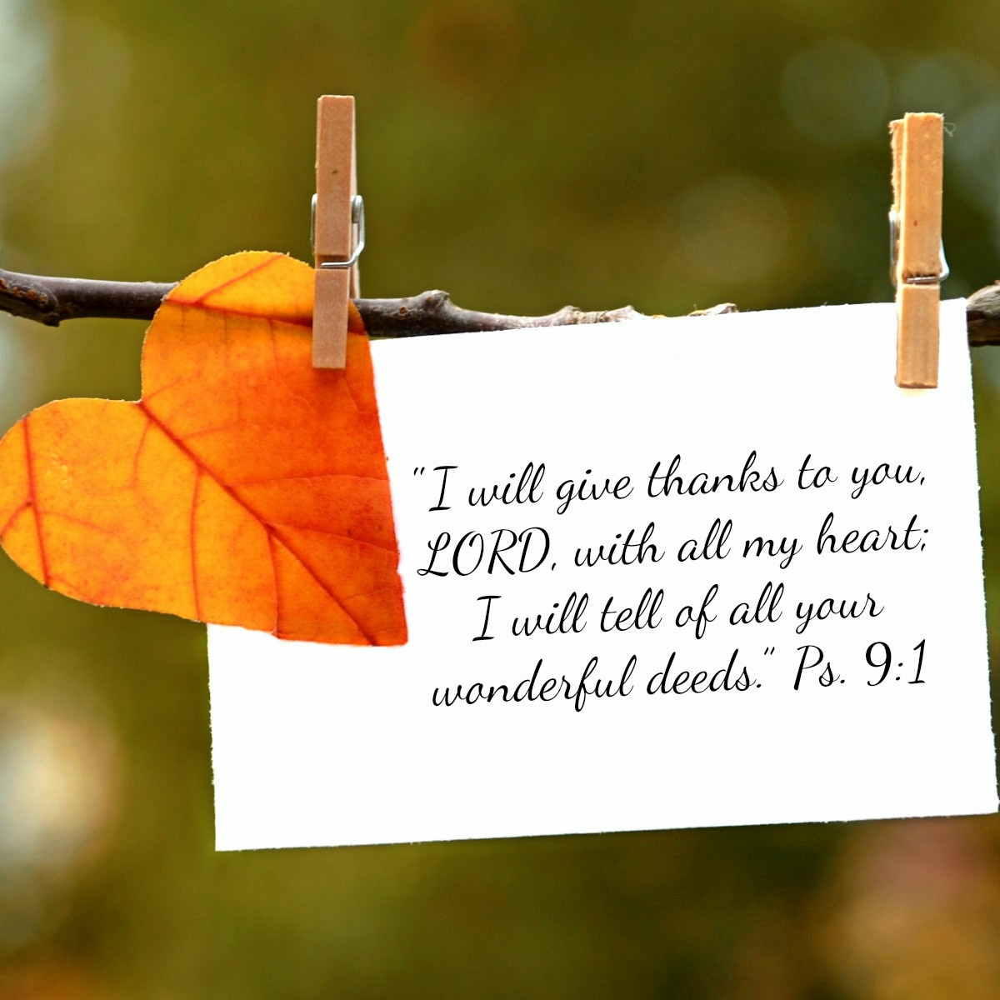 "I will give thanks to you,
LORD, with all my heart;
I will tell of all your
wonderful deeds." Ps. 9:1